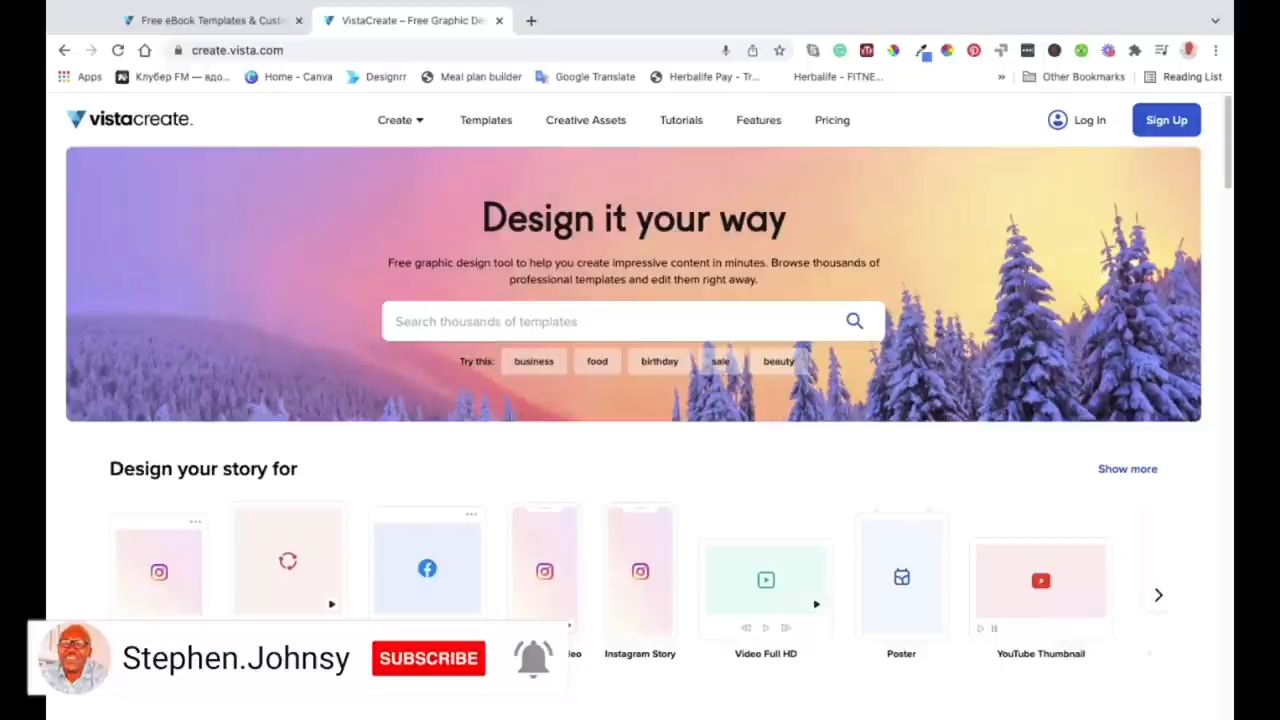 Free eBook Templates & Custo
VistaCreate – Free Graphic De
create.vista.com
Apps
Клубер FM — вдо...
Home - Canva
Designrr
Meal plan builder
Google Translate
Herbalife Pay - Tr...
Herbalife - FITNE...
»
Other Bookmarks
Reading List
vistacreate.
Create
Templates
Creative Assets
Tutorials
Features
Pricing
Log In
Sign Up
Design it your way
Free graphic design tool to help you create impressive content in minutes. Browse thousands of
professional templates and edit them right away.
Search thousands of templates
Try this:
business
food
birthday
sale
beauty
Design your story for
Show more
Instagram Story
Video Full HD
Poster
YouTube Thumbnail
Stephen.Johnsy
SUBSCRIBE